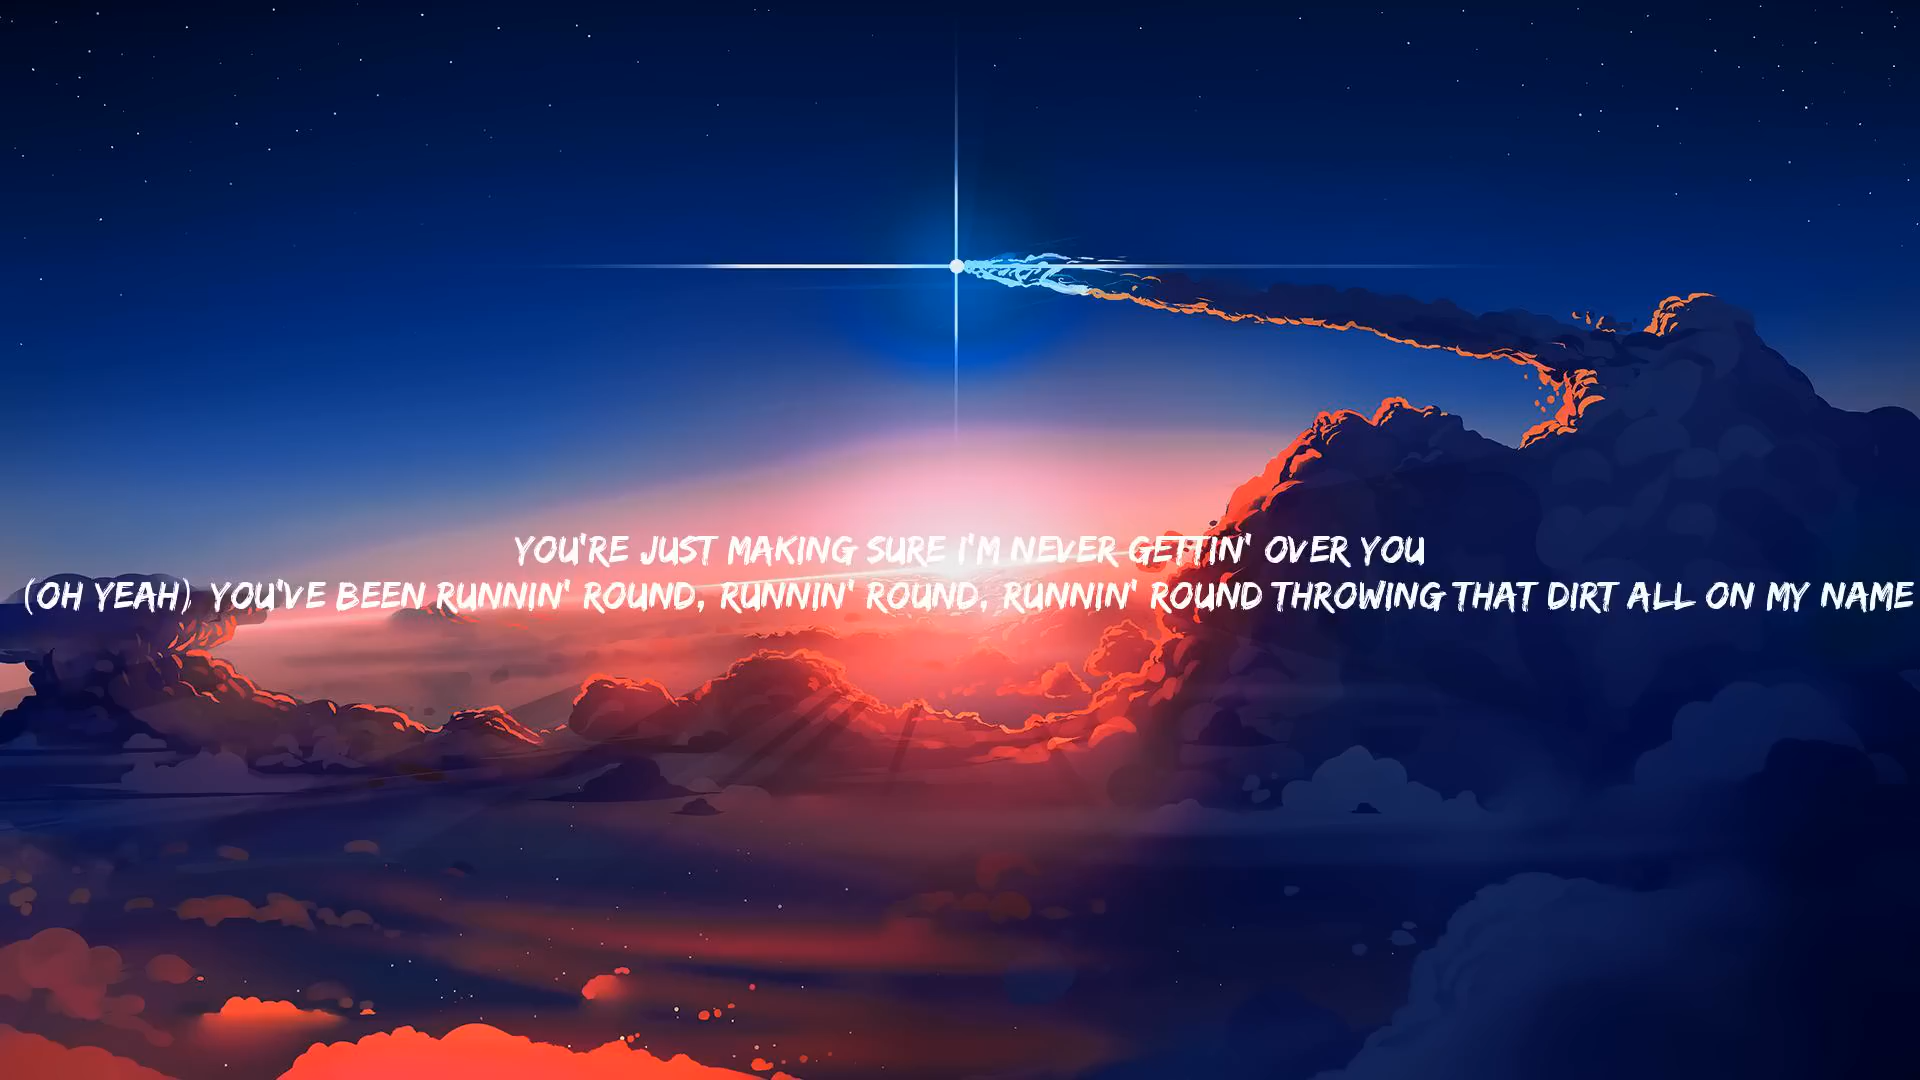 YOU'RE JUST MAKING SURE I'M NEVER GETTIN' OVER YOU
(OH YEAH) YOU'VE BEEN RUNNIN' ROUND, RUNNIN' ROUND, RUNNIN' ROUND THROWING THAT DIRT ALL ON MY NAME